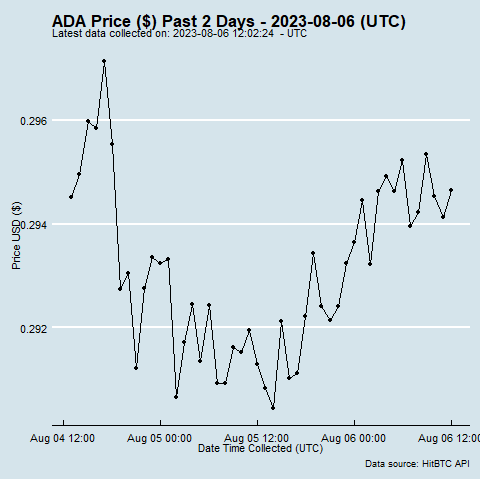 ADA Price ($) Past 2 Days - 2023-08-06 (UTC)
Latest data collected on: 2023-08-06 12:02:24  - UTC
0.296
0.294
0.292
Price USD ($)
Aug 04 12:00 Aug 05 00:00 Aug 05 12:00 Aug 06 00:00 Aug 06 12:00
Date Time Collected (UTC)
Data source: HitBTC API